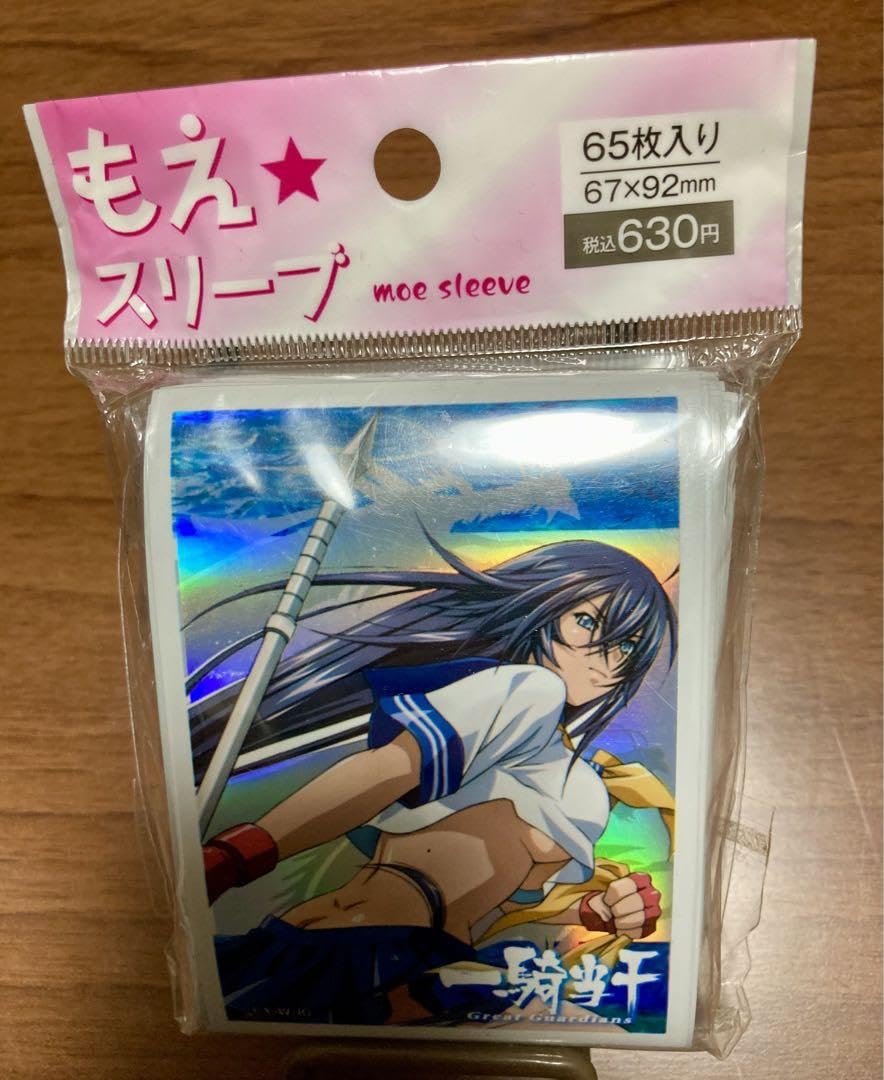 もえ★
スリーブ
moe sleeve
65枚入り
67×92mm
税込630円
一騎当千
Great Guardians